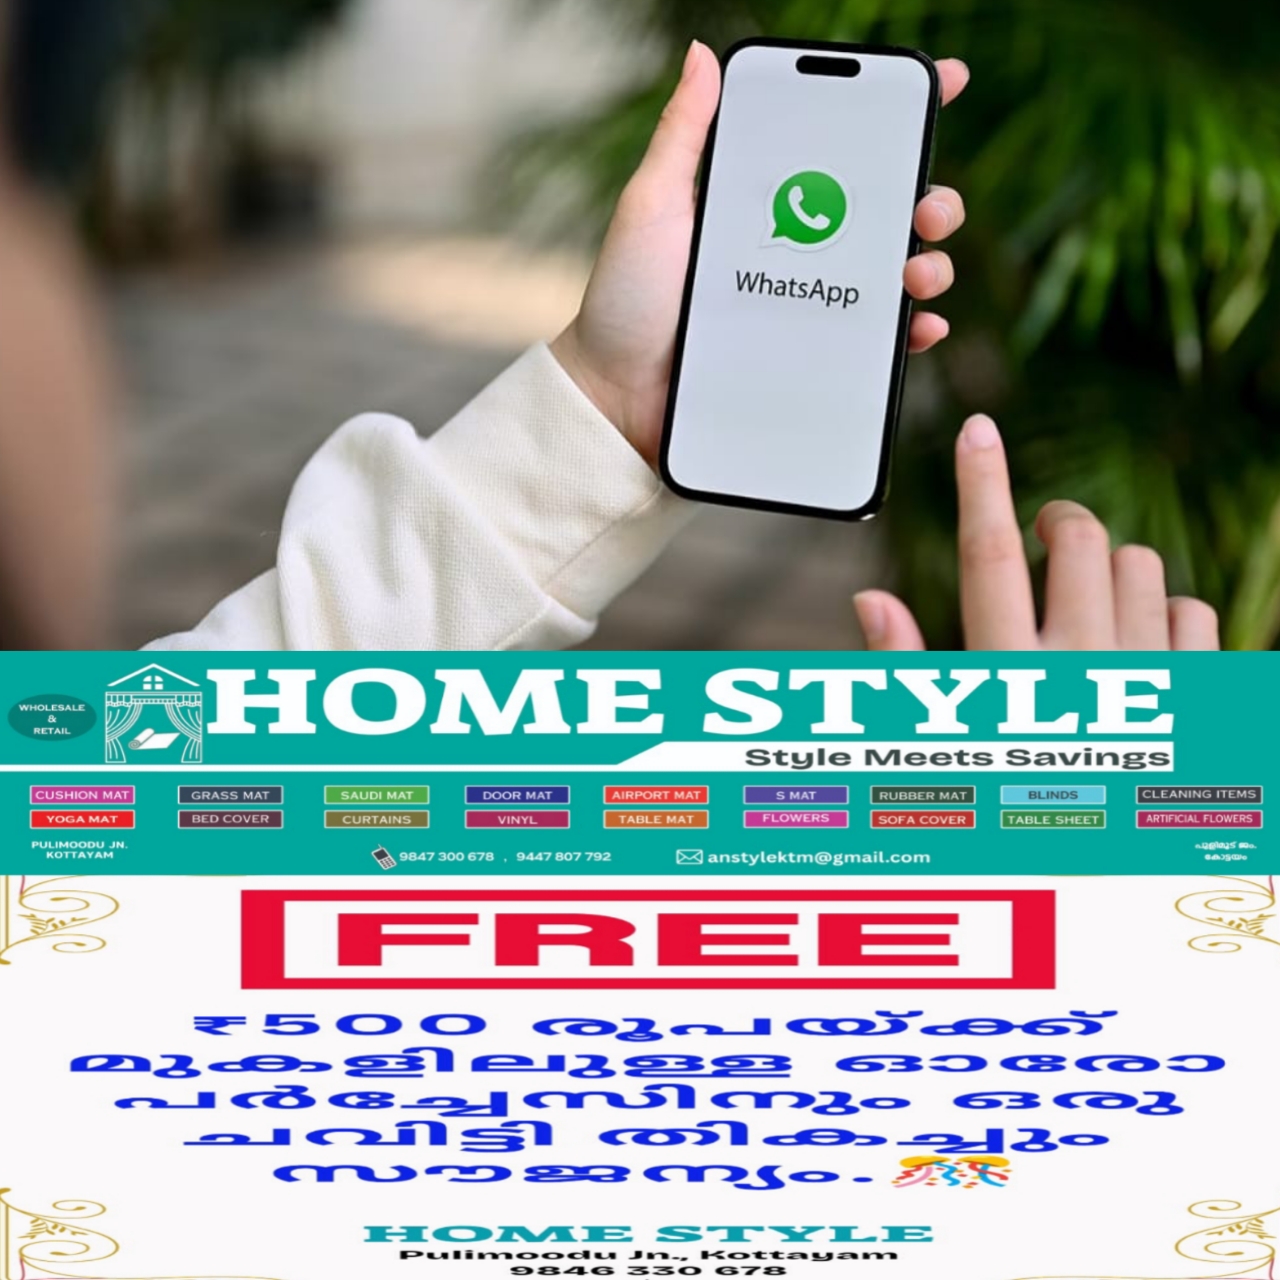 WhatsApp
WHOLESALE
&
RETAIL
HOME STYLE
Style Meets Savings
CUSHION MAT GRASS MAT SAUDI MAT DOOR MAT AIRPORT MAT S MAT RUBBER MAT BLINDS CLEANING ITEMS
YOGA MAT BED COVER CURTAINS VINYL TABLE MAT FLOWERS SOFA COVER TABLE SHEET ARTIFICIAL FLOWERS
PULIMOODU JN.
KOTTAYAM
9847 300 678 , 9447 807 792
anstylektm@gmail.com
പുളിമൂട് ജം.
കോട്ടയം
FREE
₹500 രൂപയ്ക്ക്
മുകളിലുള്ള ഓരോ
പർച്ചേസിനും ഒരു
ചവിട്ടി തികച്ചും
സൗജന്യം.
HOME STYLE
Pulimoodu Jn., Kottayam
9846 330 678